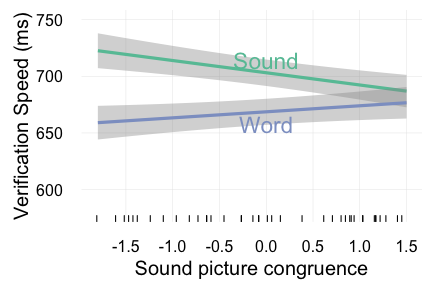 Verification Speed (ms)
750
700
650
600
Sound
Word
-1.5 -1.0 -0.5 0.0 0.5 1.0 1.5
Sound picture congruence